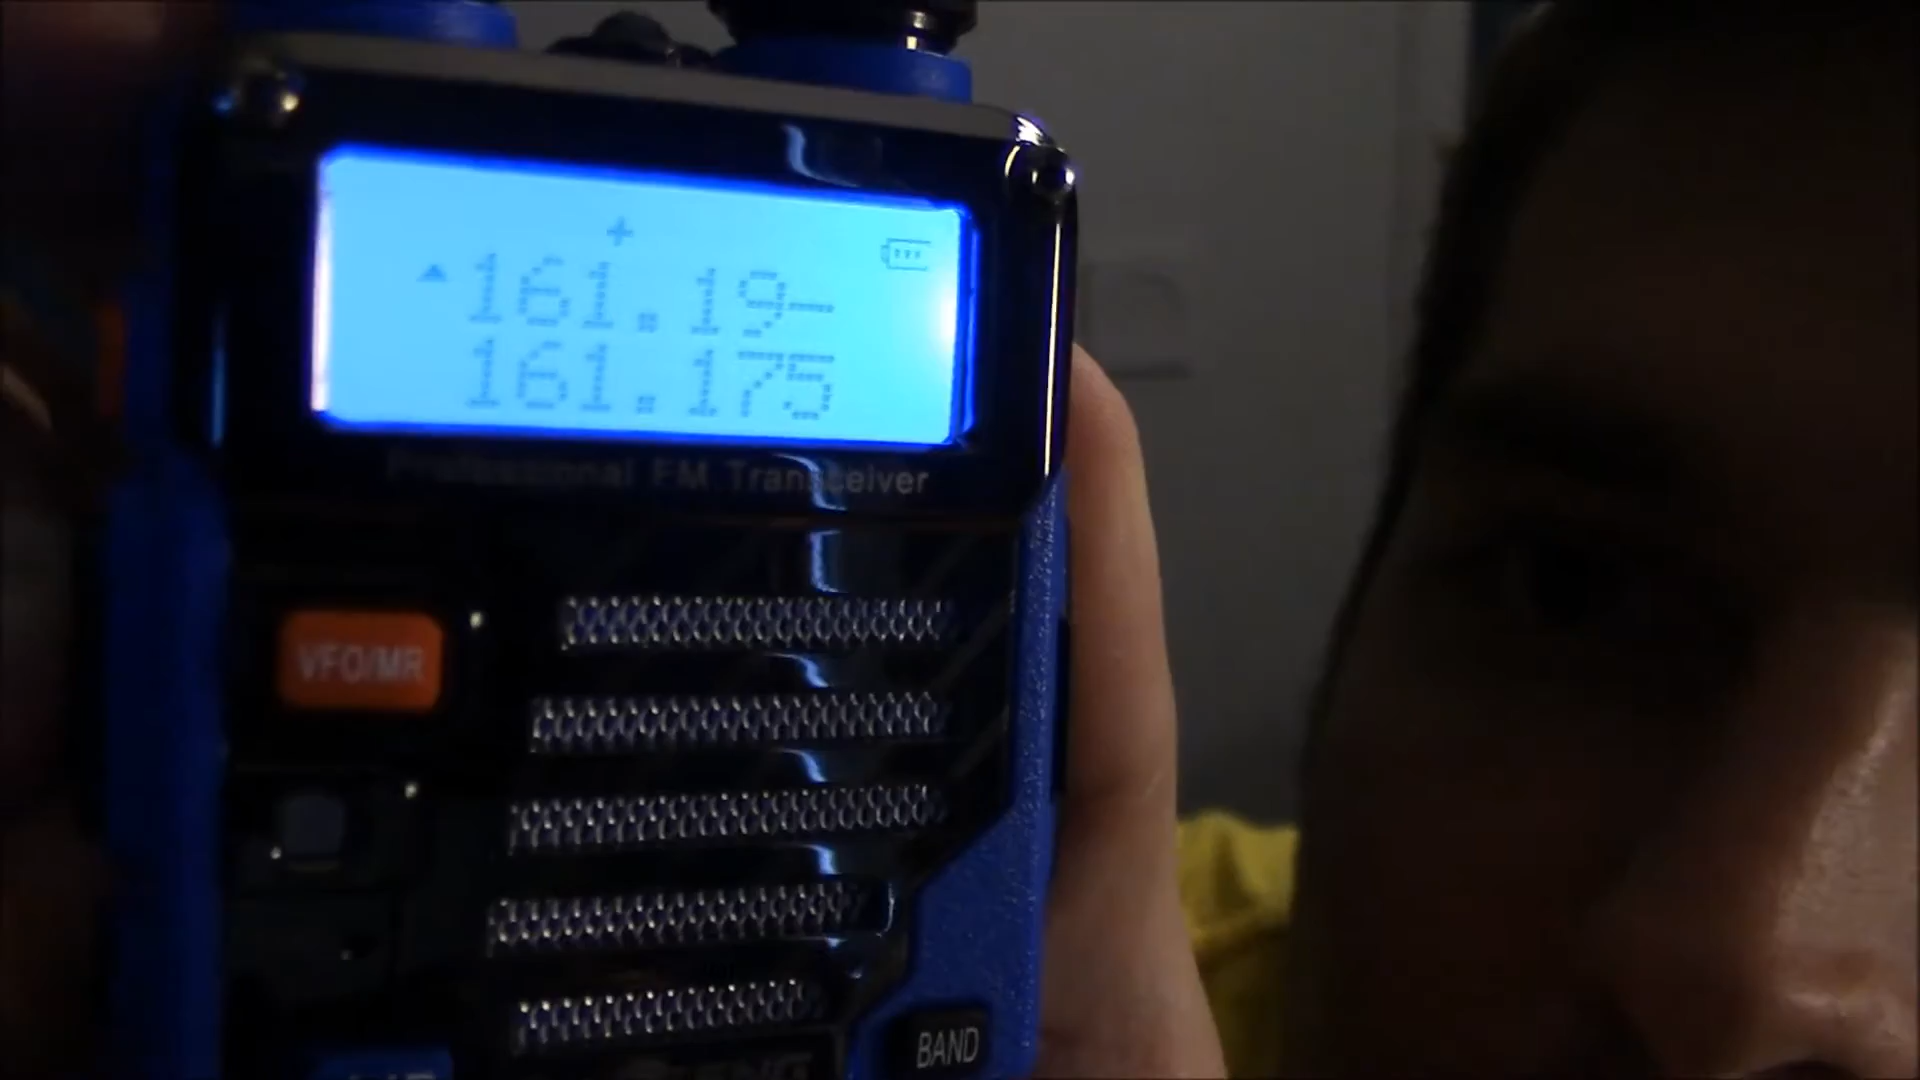 +
161.19-
161.175
Professional FM Transceiver
VFO/MR
BAND